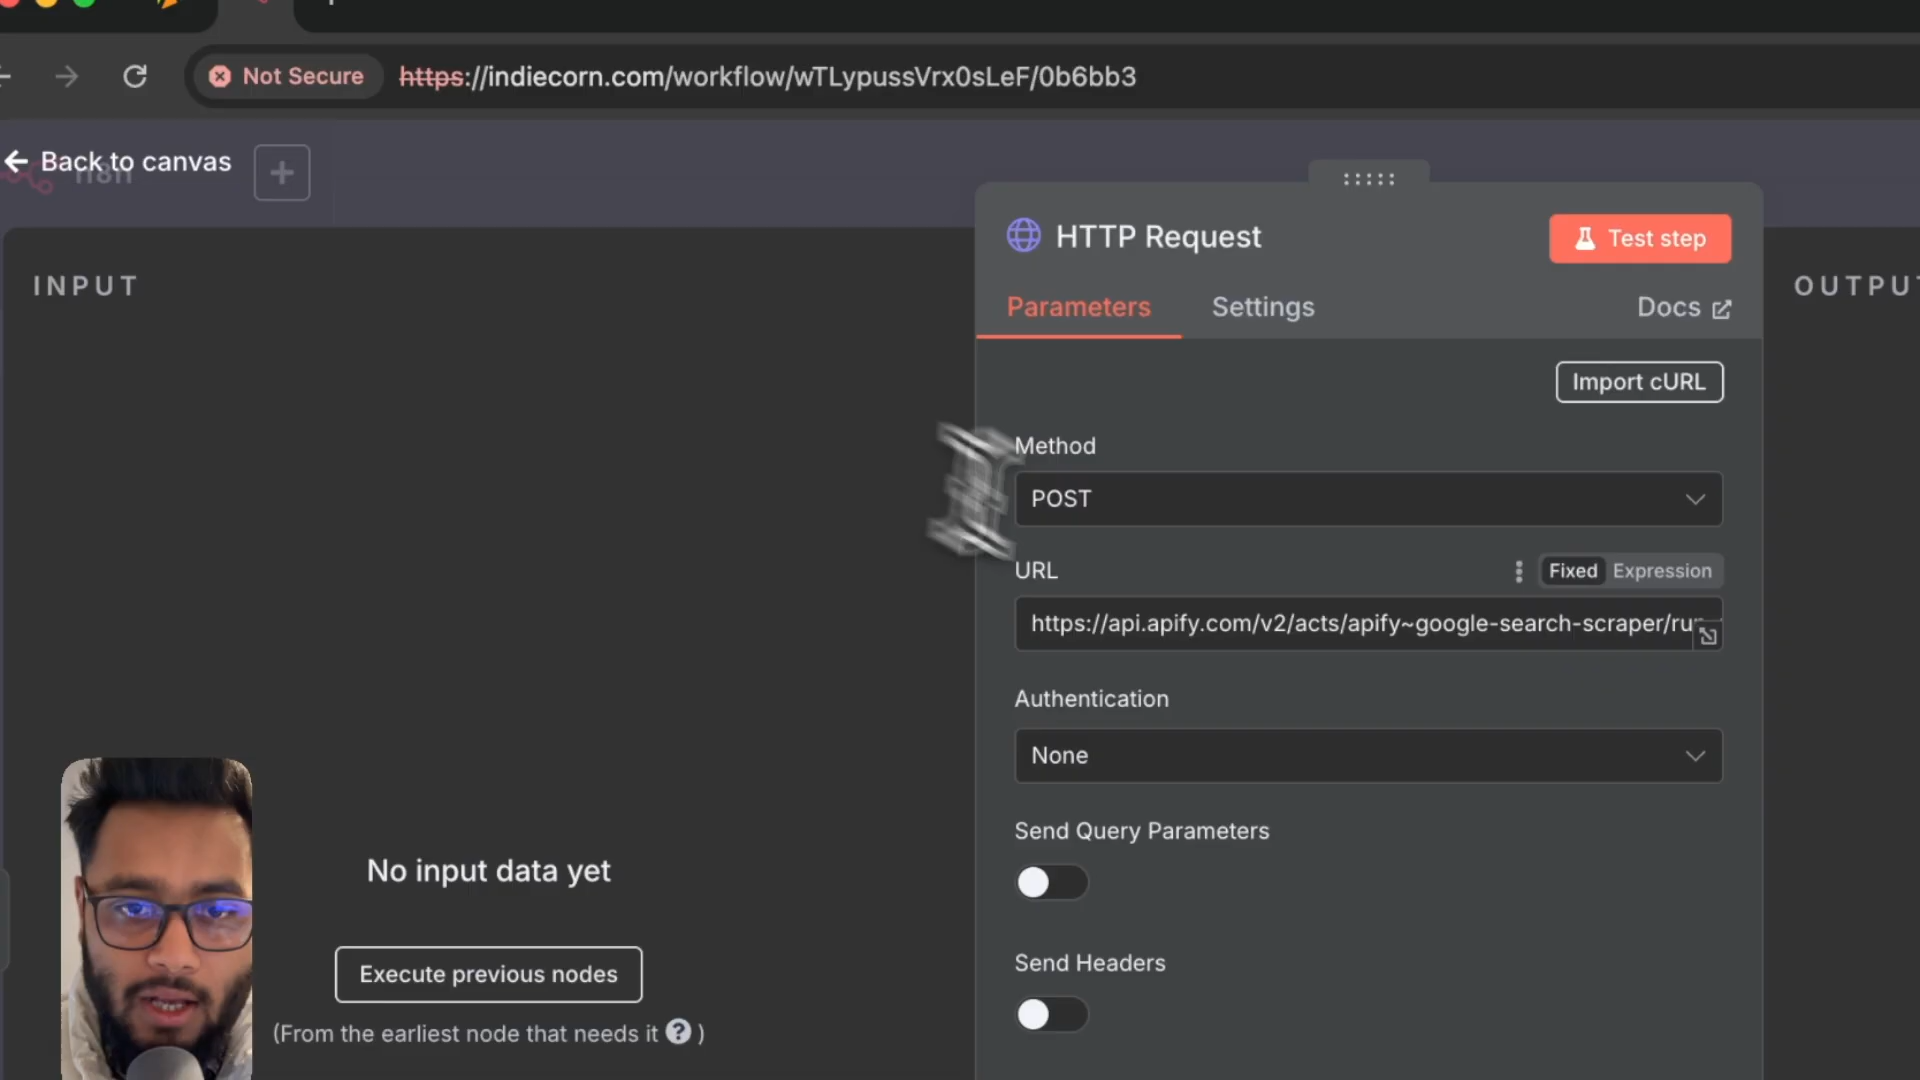 Not Secure https://indiecorn.com/workflow/wTLypussVrx0sLeF/0b6bb3
Back to canvas
n8n
INPUT
HTTP Request
Test step
OUTPUT
Parameters
Settings
Docs
Import cURL
Method
POST
URL
Fixed
Expression
https://api.apify.com/v2/acts/apify~google-search-scraper/run
Authentication
None
Send Query Parameters
No input data yet
Send Headers
Execute previous nodes
(From the earliest node that needs it ? )